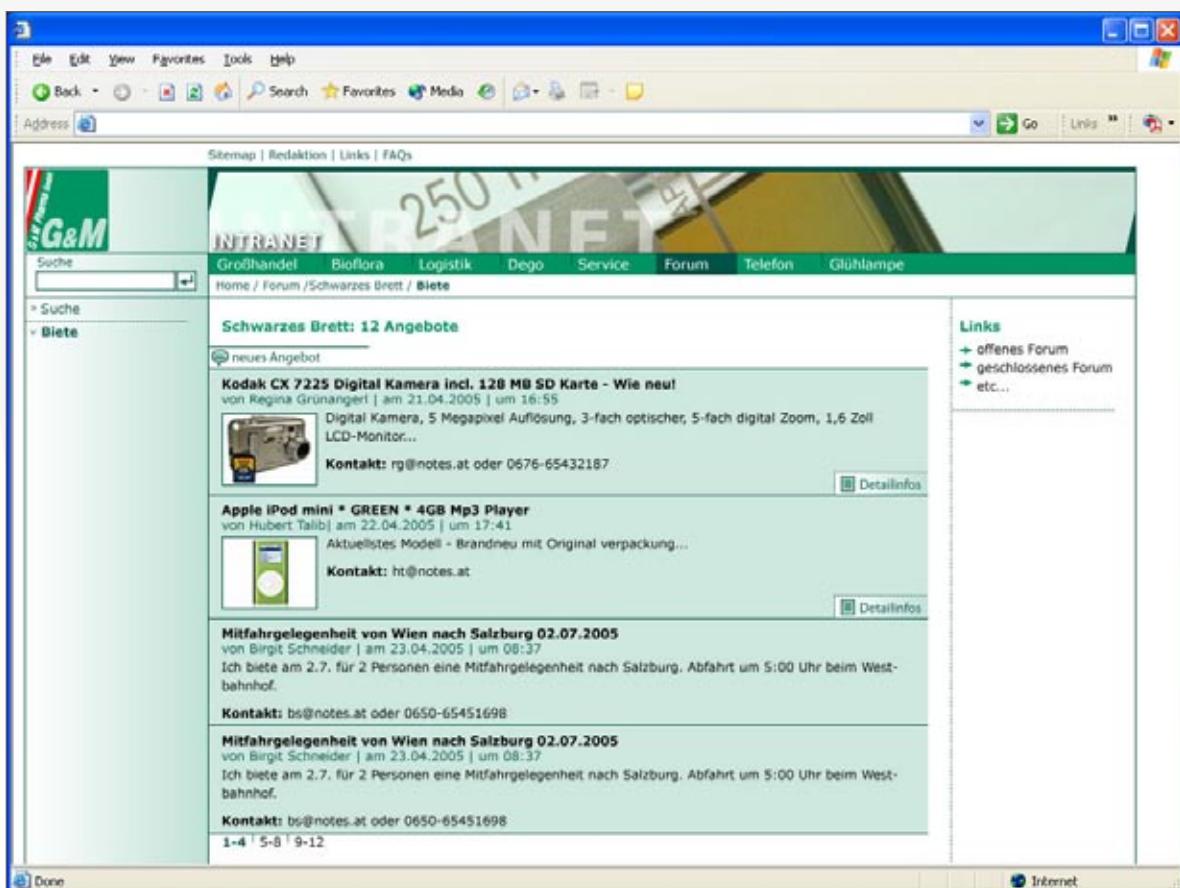 File Edit View Favorites Tools Help
Back Search Favorites Media
Address Go Links »
Sitemap | Redaktion | Links | FAQs
G&M Pharma
G&M
250
INTRANET
INTRANET
Suche
Großhandel Bioflora Logistik Dego Service Forum Telefon Glühlampe
Home / Forum /Schwarzes Brett / Biete
Suche
Biete
Schwarzes Brett: 12 Angebote
neues Angebot
Kodak CX 7225 Digital Kamera incl. 128 MB SD Karte - Wie neu!
von Regina Grünangerl | am 21.04.2005 | um 16:55
Digital Kamera, 5 Megapixel Auflösung, 3-fach optischer, 5-fach digital Zoom, 1,6 Zoll
LCD-Monitor...
Kontakt: rg@notes.at oder 0676-65432187
Detailinfos
Apple iPod mini * GREEN * 4GB Mp3 Player
von Hubert Talib| am 22.04.2005 | um 17:41
Aktuellstes Modell - Brandneu mit Original verpackung...
Kontakt: ht@notes.at
Detailinfos
Mitfahrgelegenheit von Wien nach Salzburg 02.07.2005
von Birgit Schneider | am 23.04.2005 | um 08:37
Ich biete am 2.7. für 2 Personen eine Mitfahrgelegenheit nach Salzburg. Abfahrt um 5:00 Uhr beim West-
bahnhof.
Kontakt: bs@notes.at oder 0650-65451698
Mitfahrgelegenheit von Wien nach Salzburg 02.07.2005
von Birgit Schneider | am 23.04.2005 | um 08:37
Ich biete am 2.7. für 2 Personen eine Mitfahrgelegenheit nach Salzburg. Abfahrt um 5:00 Uhr beim West-
bahnhof.
Kontakt: bs@notes.at oder 0650-65451698
1-4 | 5-8 | 9-12
Links
offenes Forum
geschlossenes Forum
etc...
Done Internet